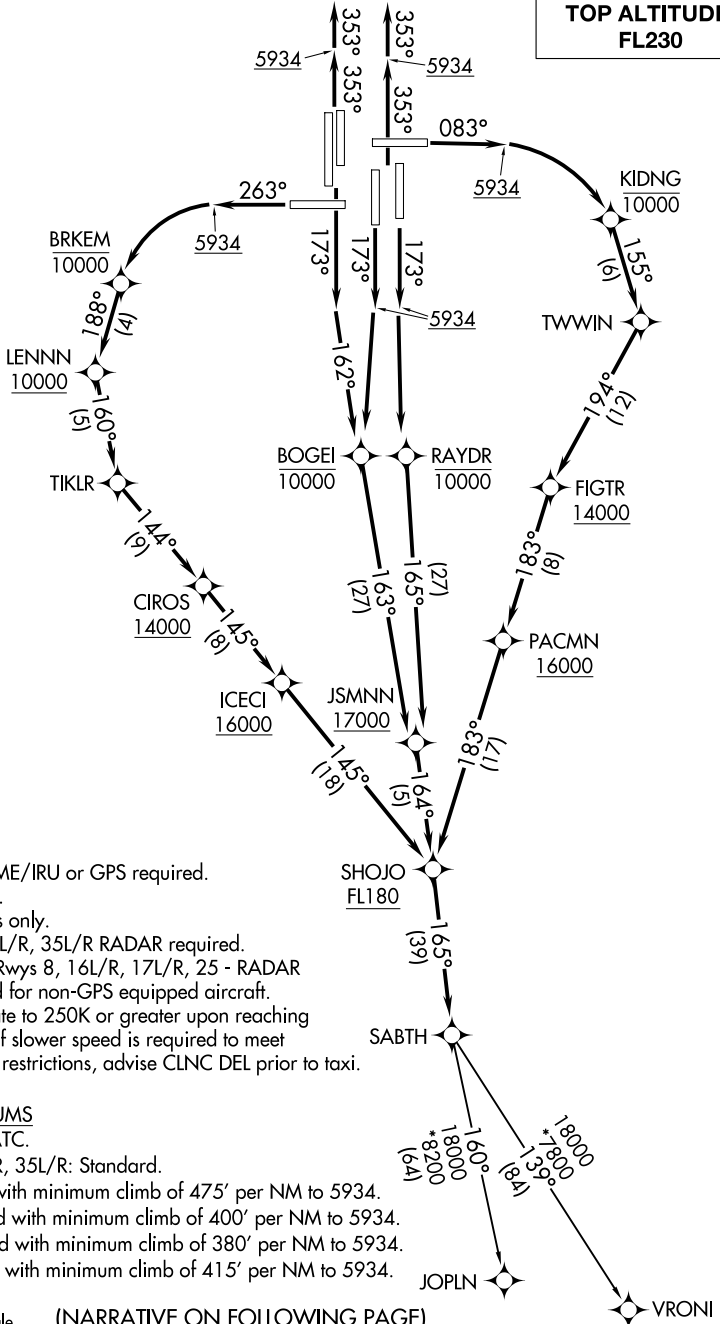 TOP ALTITUDE
FL230
353°
353°
5934
5934
353°
353°
083°
5934
KIDNG
10000
263°
5934
BRKEM
10000
155°
(6)
173°
173°
173°
5934
188°
(4)
TWWIN
LENNN
10000
162°
194°
(12)
160°
(5)
BOGEI
10000
RAYDR
10000
TIKLR
FIGTR
14000
144°
(9)
183°
(8)
163°
(27)
165°
(27)
CIROS
14000
145°
(8)
PACMN
16000
ICECI
16000
JSMNN
17000
183°
(17)
145°
(18)
164°
(5)
ME/IRU or GPS required.
.
s only.
L/R, 35L/R RADAR required.
Rwys 8, 16L/R, 17L/R, 25 - RADAR
d for non-GPS equipped aircraft.
te to 250K or greater upon reaching
f slower speed is required to meet
restrictions, advise CLNC DEL prior to taxi.
SHOJO
FL180
165°
(39)
SABTH
UMS
ATC.
R, 35L/R: Standard.
with minimum climb of 475' per NM to 5934.
d with minimum climb of 400' per NM to 5934.
d with minimum climb of 380' per NM to 5934.
with minimum climb of 415' per NM to 5934.
160°
18000
*8200
(64)
18000
*7800
139°
(84)
JOPLN
VRONI
(NARRATIVE ON FOLLOWING PAGE)